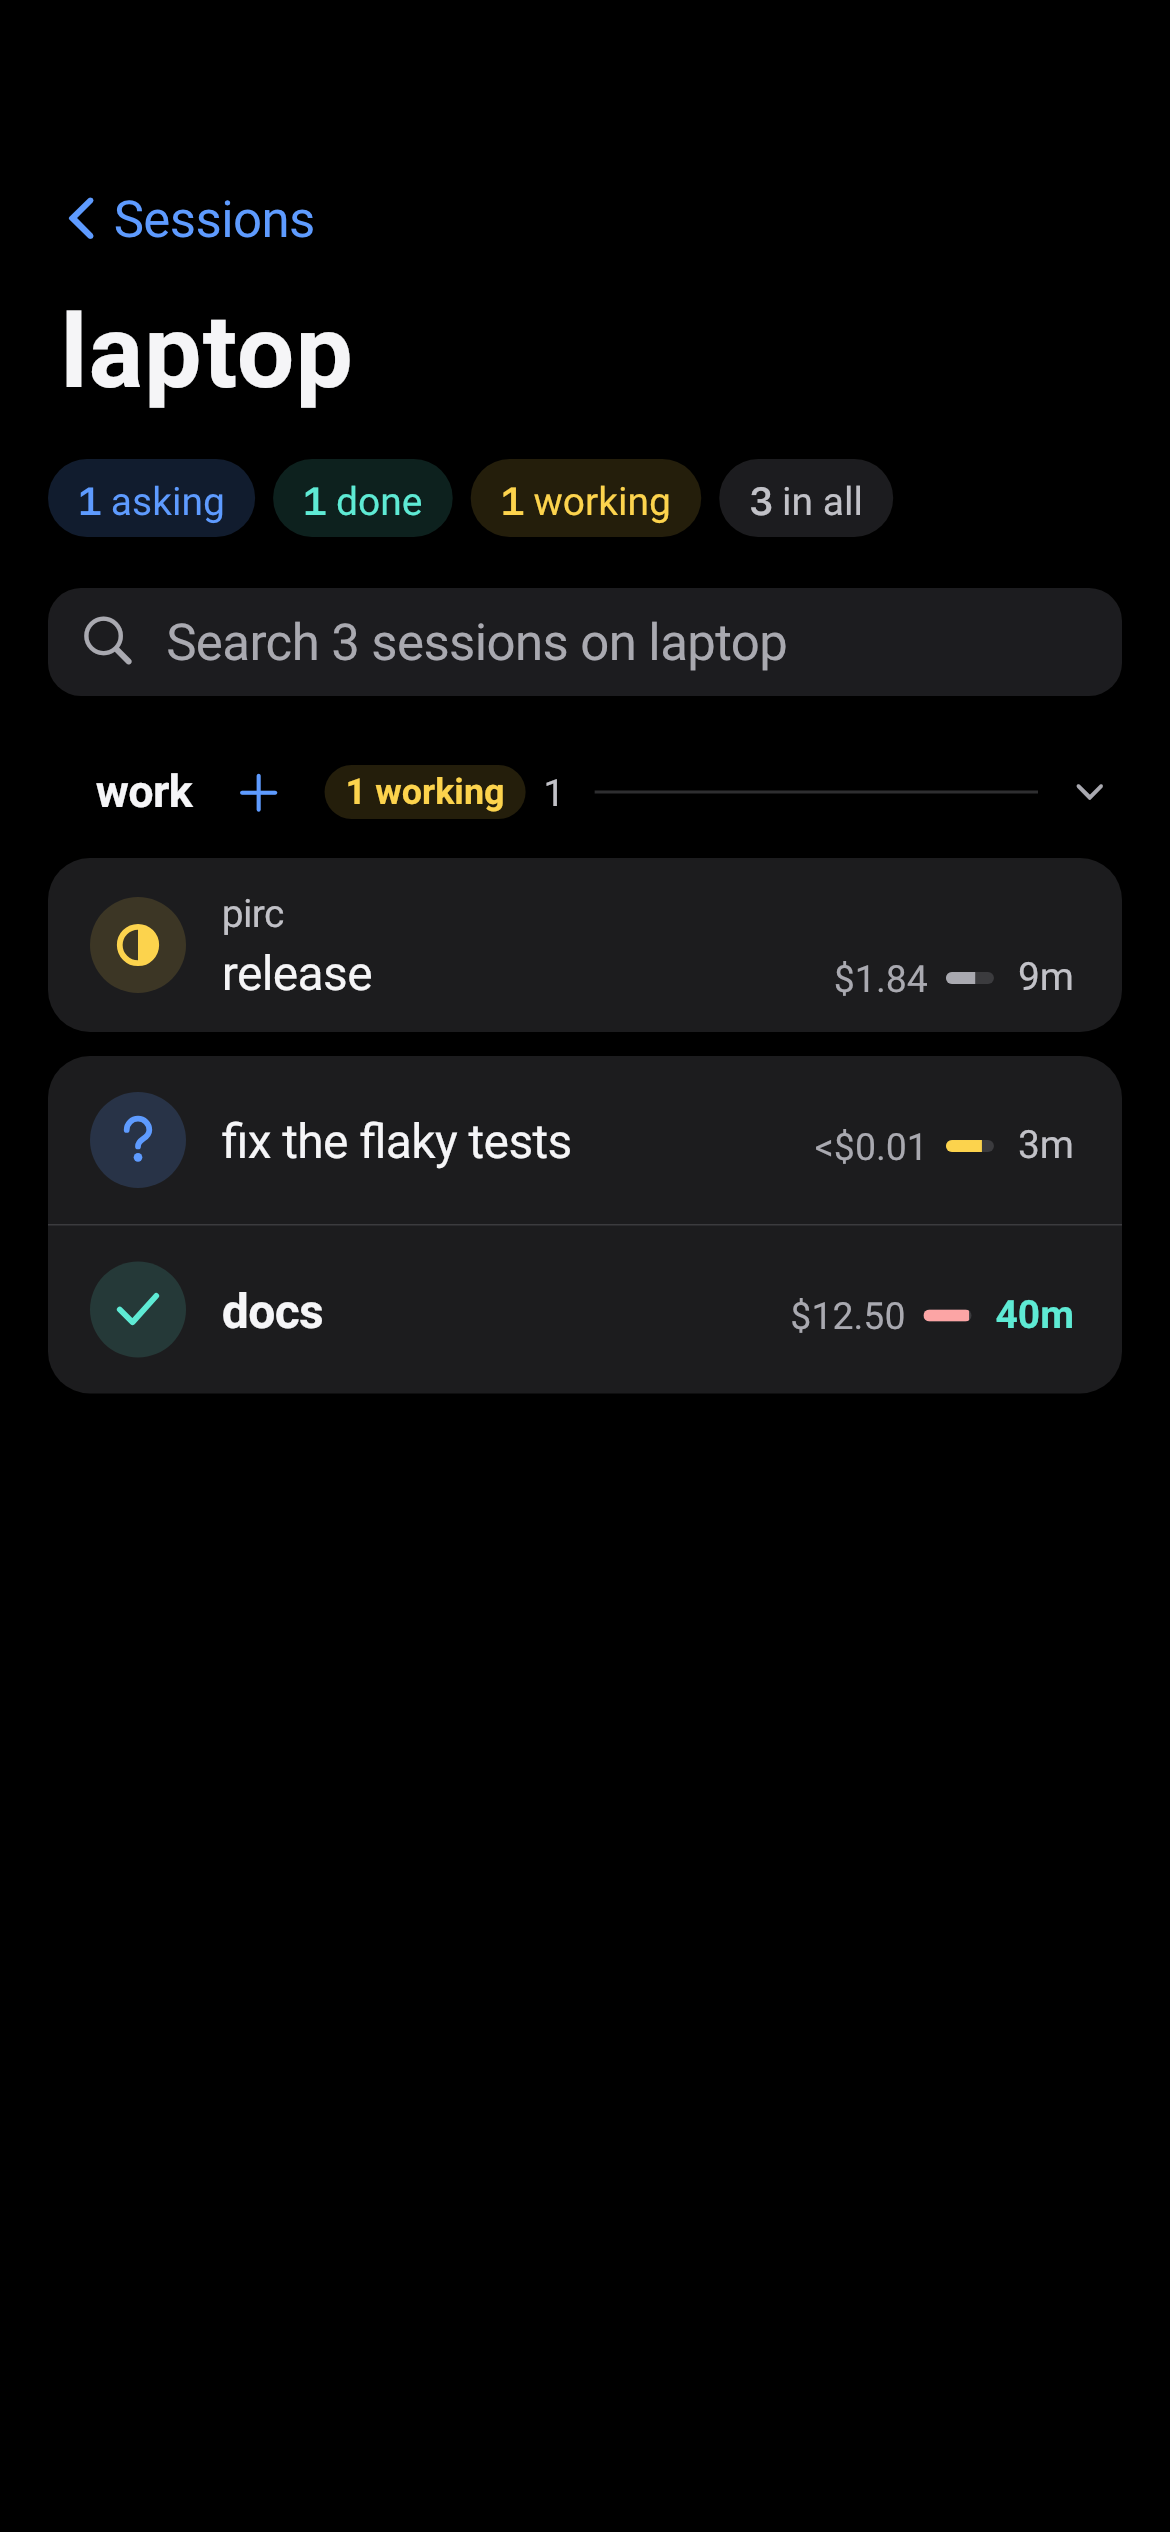 Sessions
laptop
1 asking 1 done 1 working 3 in all
Search 3 sessions on laptop
work 1 working 1
pirc
release $1.84 9m
fix the flaky tests <$0.01 3m
docs $12.50 40m